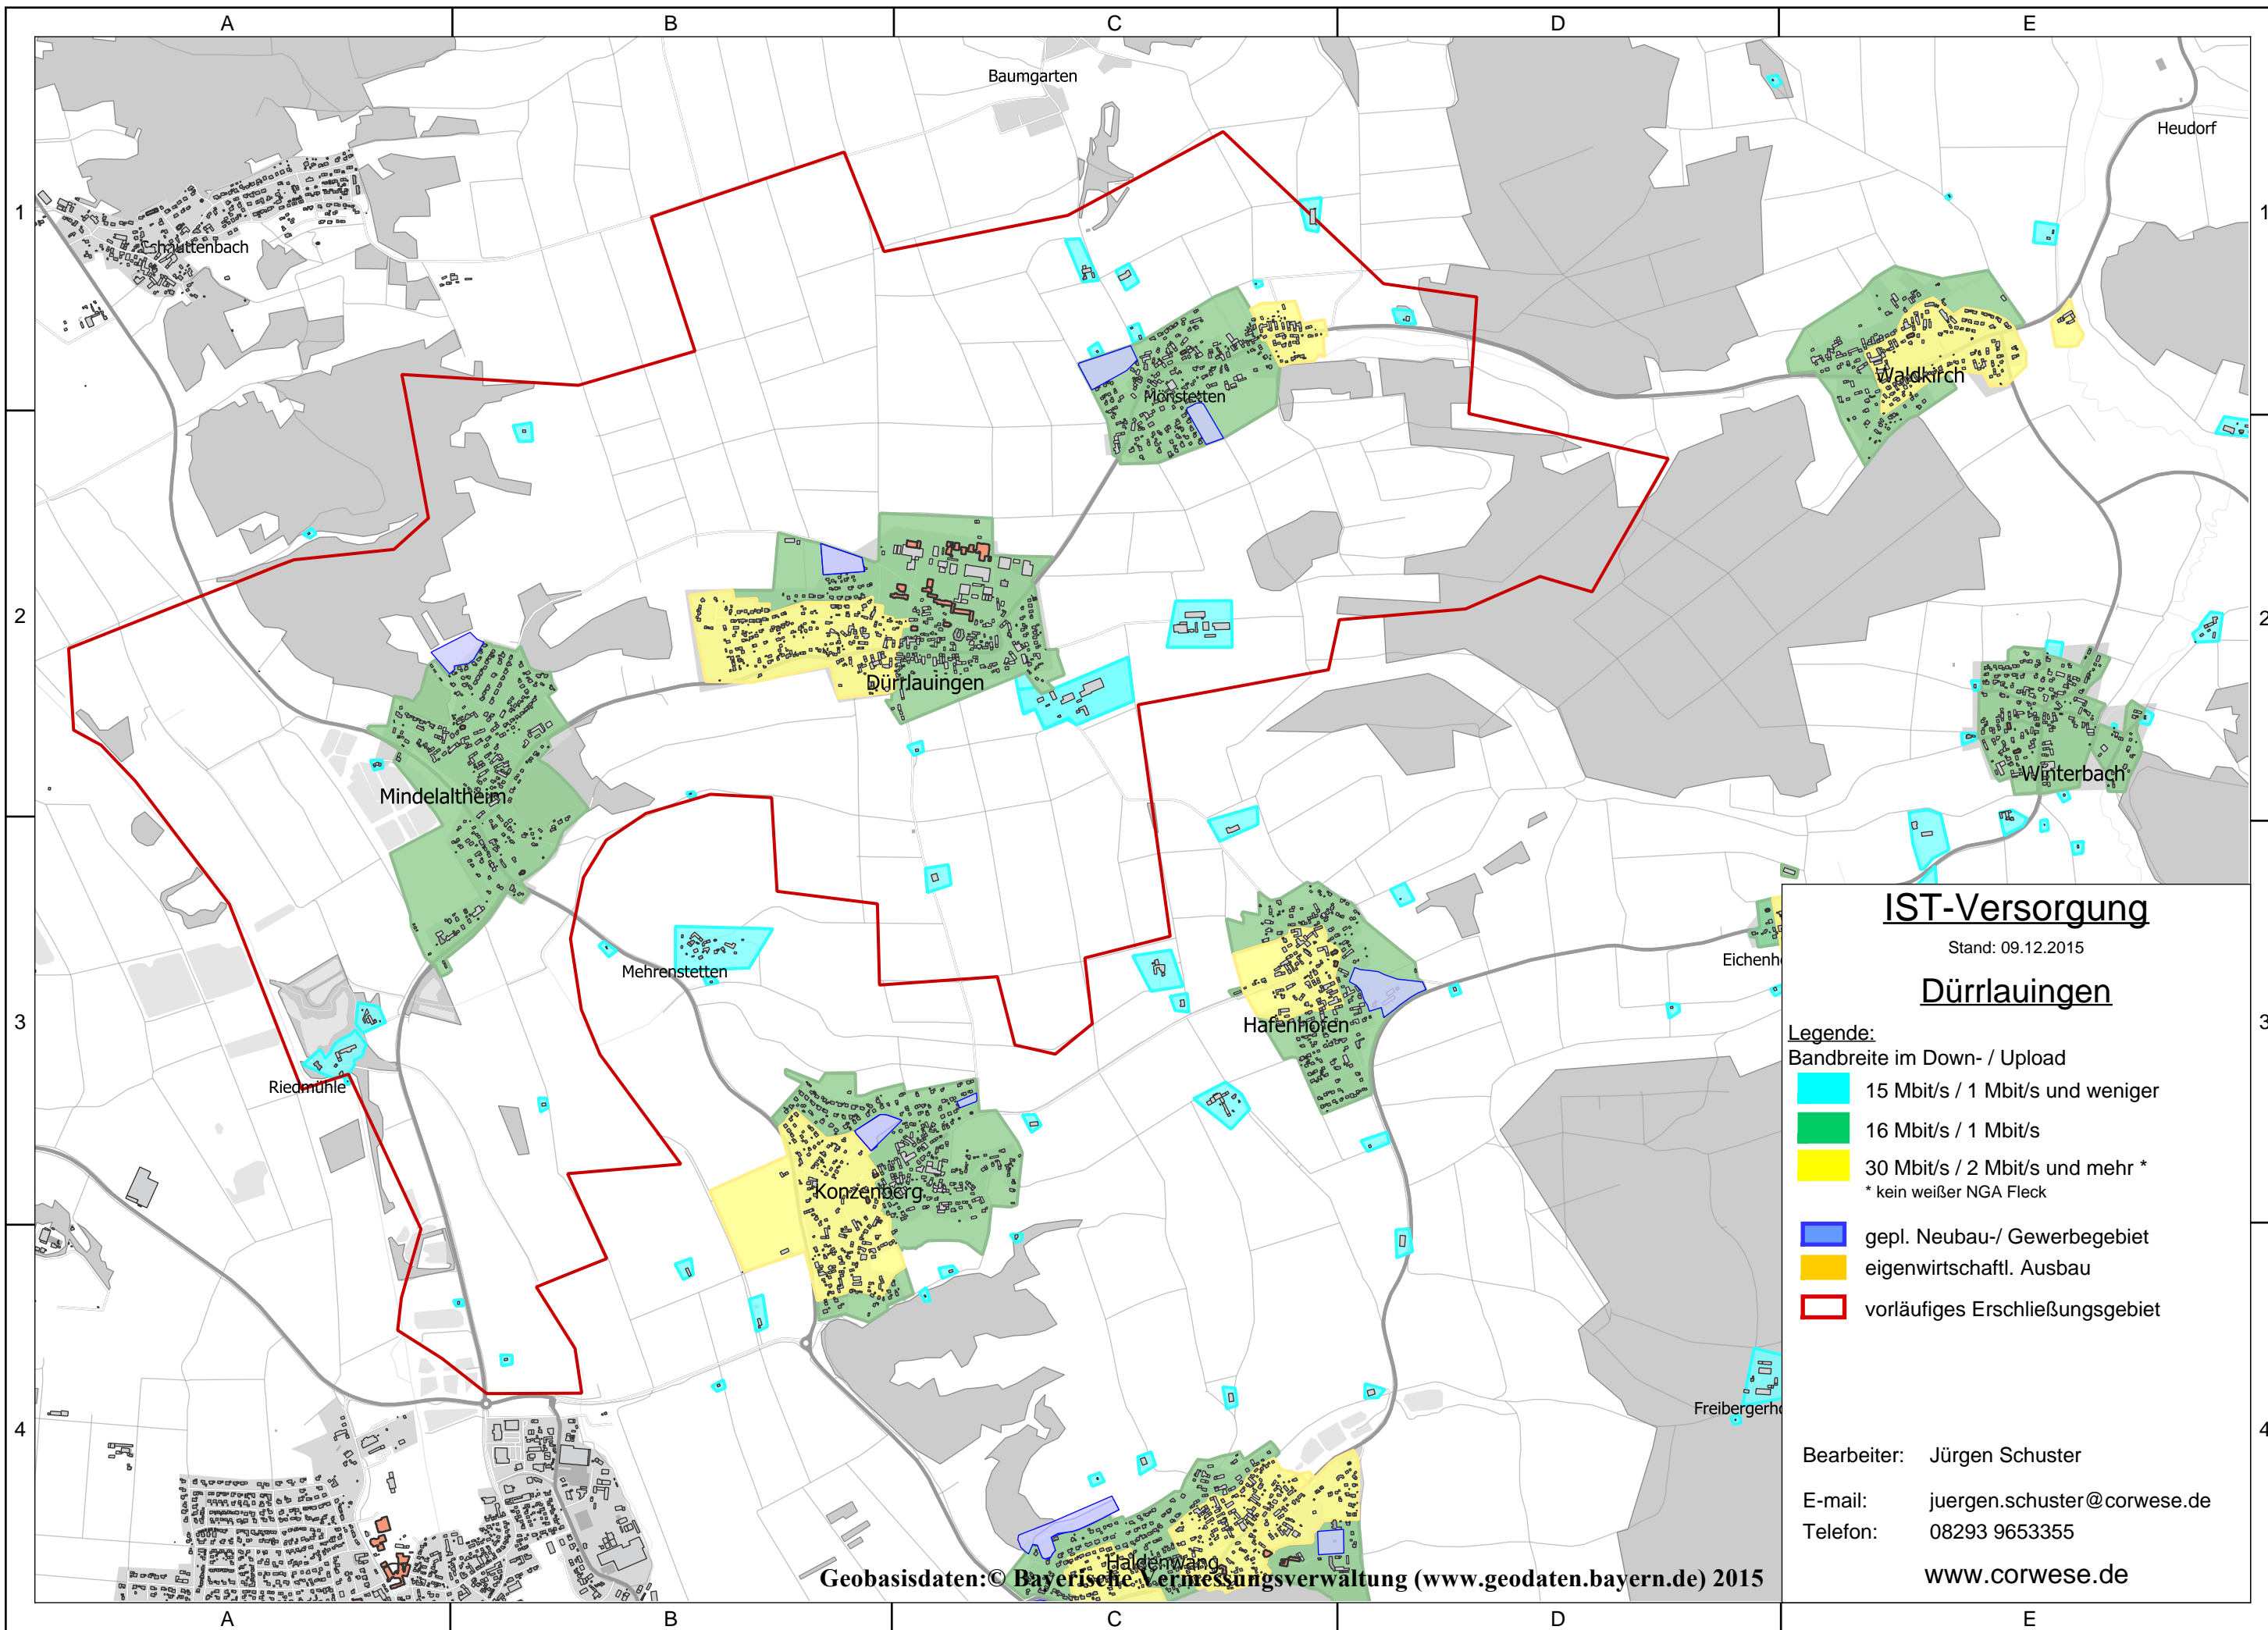 A B C D E
Baumgarten
Heudorf
1 1
Schauttenbach
Waldkirch
Mönstetten
2 2
Dürrlauingen
Winterbach
Mindelaltheim
IST-Versorgung
Stand: 09.12.2015
Dürrlauingen
Eichenh
Mehrenstetten
3 3
Hafenhofen
Riedmühle
Legende:
Bandbreite im Down- / Upload
15 Mbit/s / 1 Mbit/s und weniger
16 Mbit/s / 1 Mbit/s
30 Mbit/s / 2 Mbit/s und mehr *
* kein weißer NGA Fleck
Konzenberg
gepl. Neubau-/ Gewerbegebiet
eigenwirtschaftl. Ausbau
vorläufiges Erschließungsgebiet
Freibergerho
4 4
Bearbeiter: Jürgen Schuster
E-mail: juergen.schuster@corwese.de
Telefon: 08293 9653355
www.corwese.de
Haldenwang
Geobasisdaten:© Bayerische Vermessungsverwaltung (www.geodaten.bayern.de) 2015
A B C D E